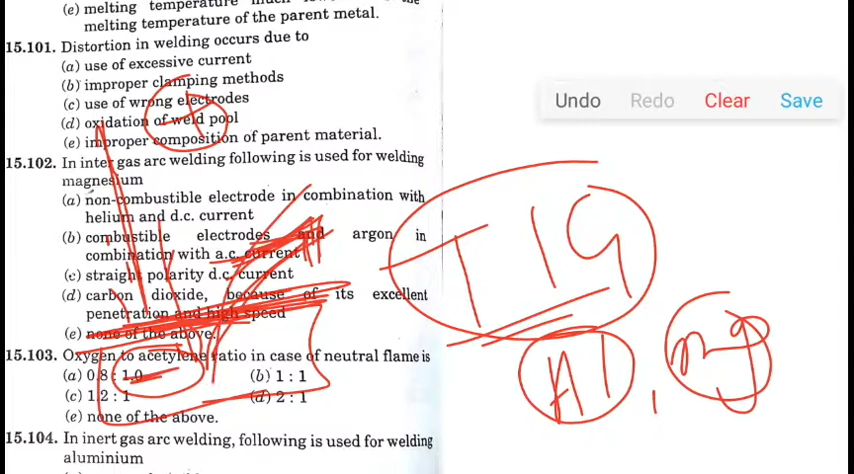 (e) melting temperature much lower than the
melting temperature of the parent metal.
15.101. Distortion in welding occurs due to
(a) use of excessive current
(b) improper clamping methods
(c) use of wrong electrodes
(d) oxidation of weld pool
(e) improper composition of parent material.
15.102. In inter gas arc welding following is used for welding
magnesium
(a) non-combustible electrode in combination with
helium and d.c. current
(b) combustible electrodes and argon in
combination with a.c. current
(c) straight polarity d.c. current
(d) carbon dioxide, because of its excellent
penetration and high speed
(e) none of the above.
15.103. Oxygen to acetylene ratio in case of neutral flame is
(a) 0.8 : 1.0 (b) 1 : 1
(c) 1.2 : 1 (d) 2 : 1
(e) none of the above.
15.104. In inert gas arc welding, following is used for welding
aluminium
Undo Redo Clear Save
TIG
Al, mg